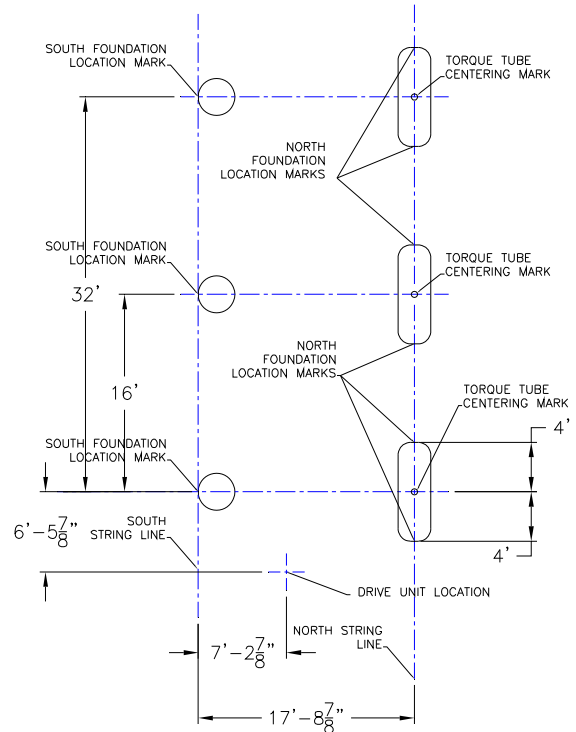 SOUTH FOUNDATION
LOCATION MARK
TORQUE TUBE
CENTERING MARK
NORTH
FOUNDATION
LOCATION MARKS
SOUTH FOUNDATION
LOCATION MARK
TORQUE TUBE
CENTERING MARK
32'
NORTH
FOUNDATION
LOCATION MARKS
16'
TORQUE TUBE
CENTERING MARK
4'
SOUTH FOUNDATION
LOCATION MARK
6'-5 7/8"
SOUTH
STRING LINE
4'
DRIVE UNIT LOCATION
NORTH STRING
LINE
7'-2 7/8"
17'-8 7/8"